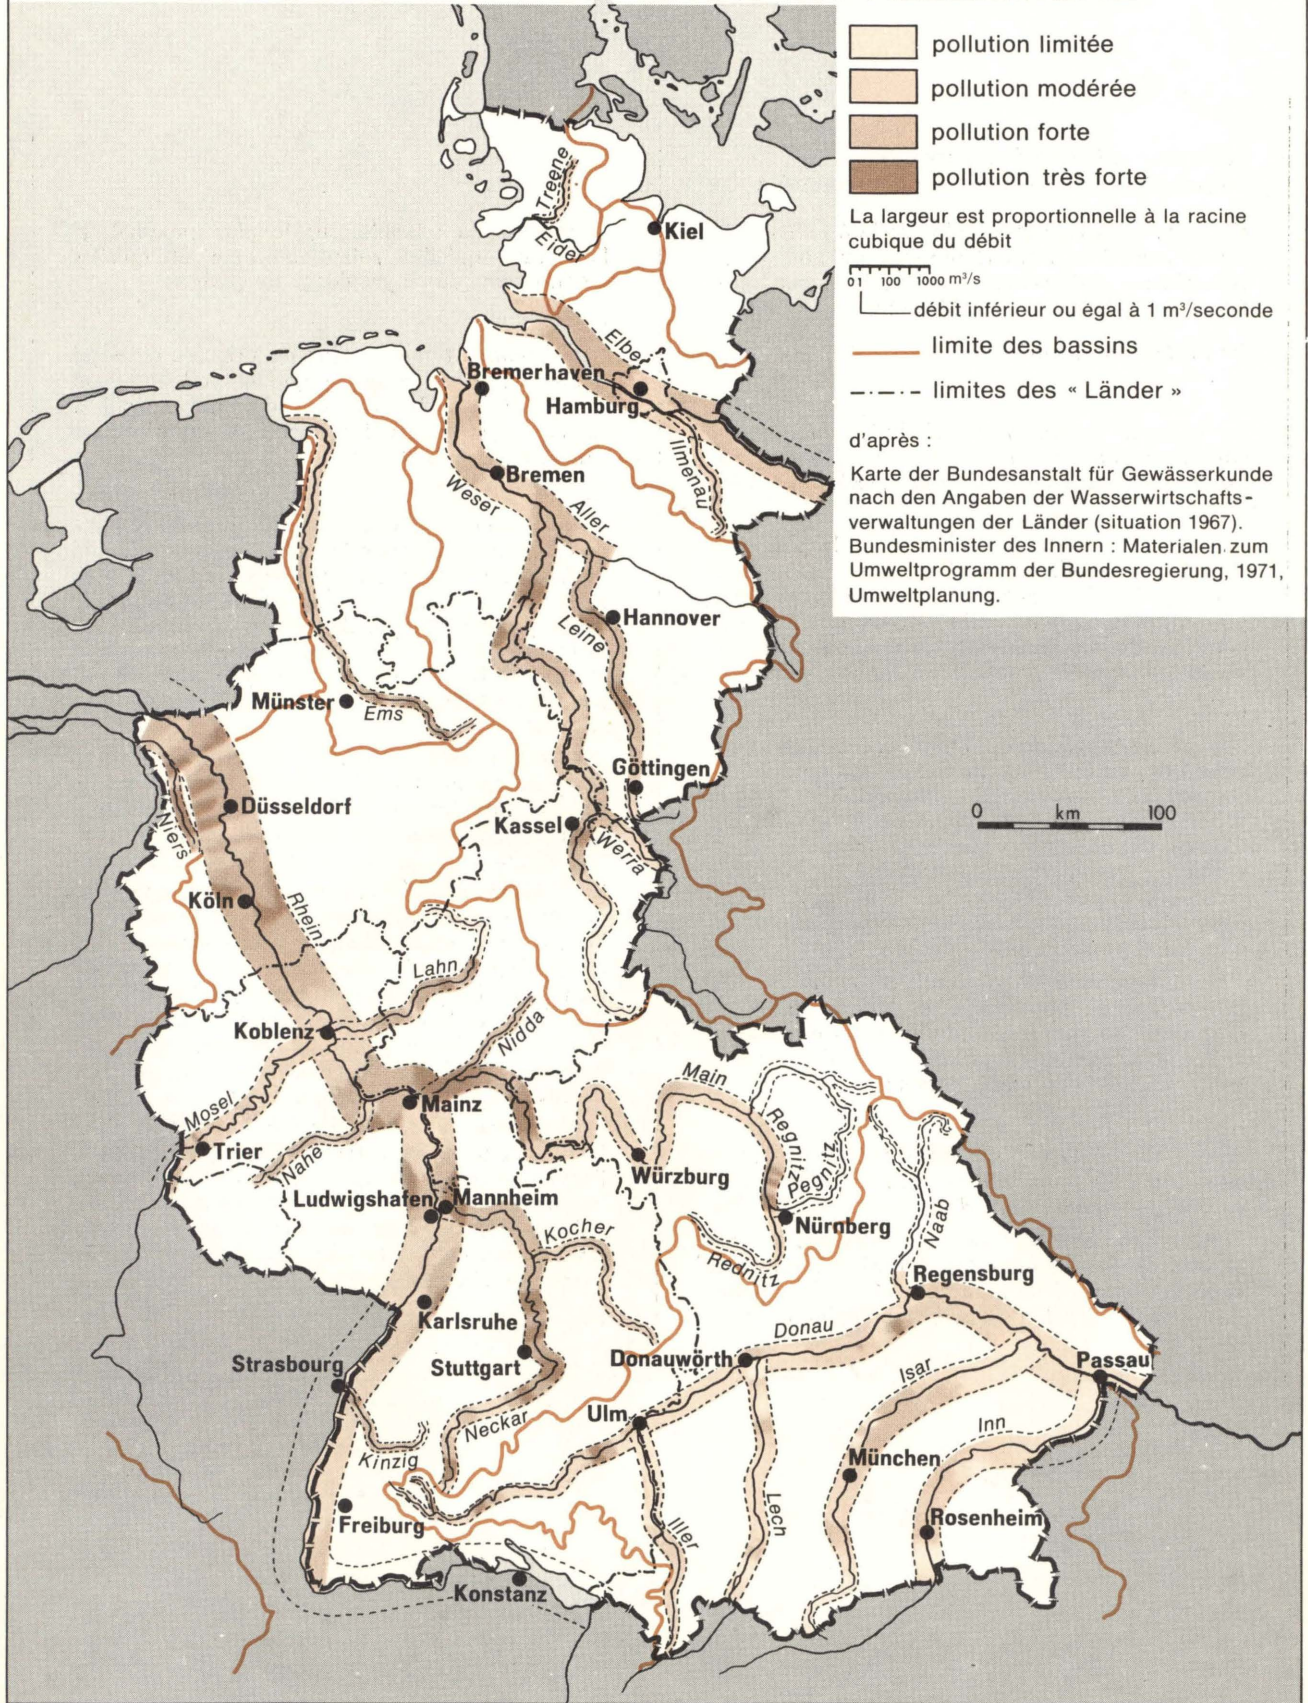 pollution limitée
pollution modérée
pollution forte
pollution très forte
La largeur est proportionnelle à la racine
cubique du débit
0 1 100 1000 m³/s
débit inférieur ou égal à 1 m³/seconde
limite des bassins
limites des « Länder »
d'après :
Karte der Bundesanstalt für Gewässerkunde
nach den Angaben der Wasserwirtschafts-
verwaltungen der Länder (situation 1967).
Bundesminister des Innern : Materialen zum
Umweltprogramm der Bundesregierung, 1971,
Umweltplanung.
Treene
Eider
Kiel
Elbe
Bremerhaven
Hamburg
Ilmenau
Bremen
Weser
Aller
Hannover
Leine
Münster
Ems
Göttingen
0 km 100
Düsseldorf
Kassel
Niers
Werra
Köln
Rhein
Lahn
Koblenz
Nidda
Main
Mosel
Mainz
Regnitz
Trier
Nahe
Würzburg
Pegnitz
Ludwigshafen
Mannheim
Kocher
Nürnberg
Naab
Rednitz
Regensburg
Karlsruhe
Donau
Strasbourg
Stuttgart
Donauwörth
Isar
Passau
Ulm
Neckar
Inn
Kinzig
München
Lech
Freiburg
Iller
Rosenheim
Konstanz